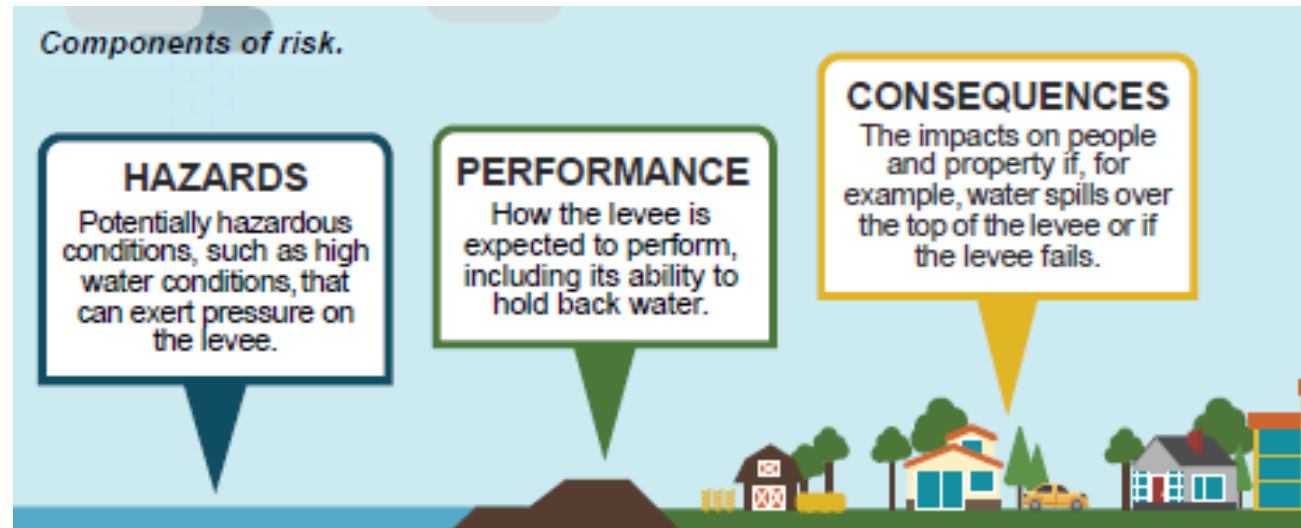 Components of risk.
HAZARDS
Potentially hazardous
conditions, such as high
water conditions, that
can exert pressure on
the levee.
PERFORMANCE
How the levee is
expected to perform,
including its ability to
hold back water.
CONSEQUENCES
The impacts on people
and property if, for
example, water spills over
the top of the levee or if
the levee fails.